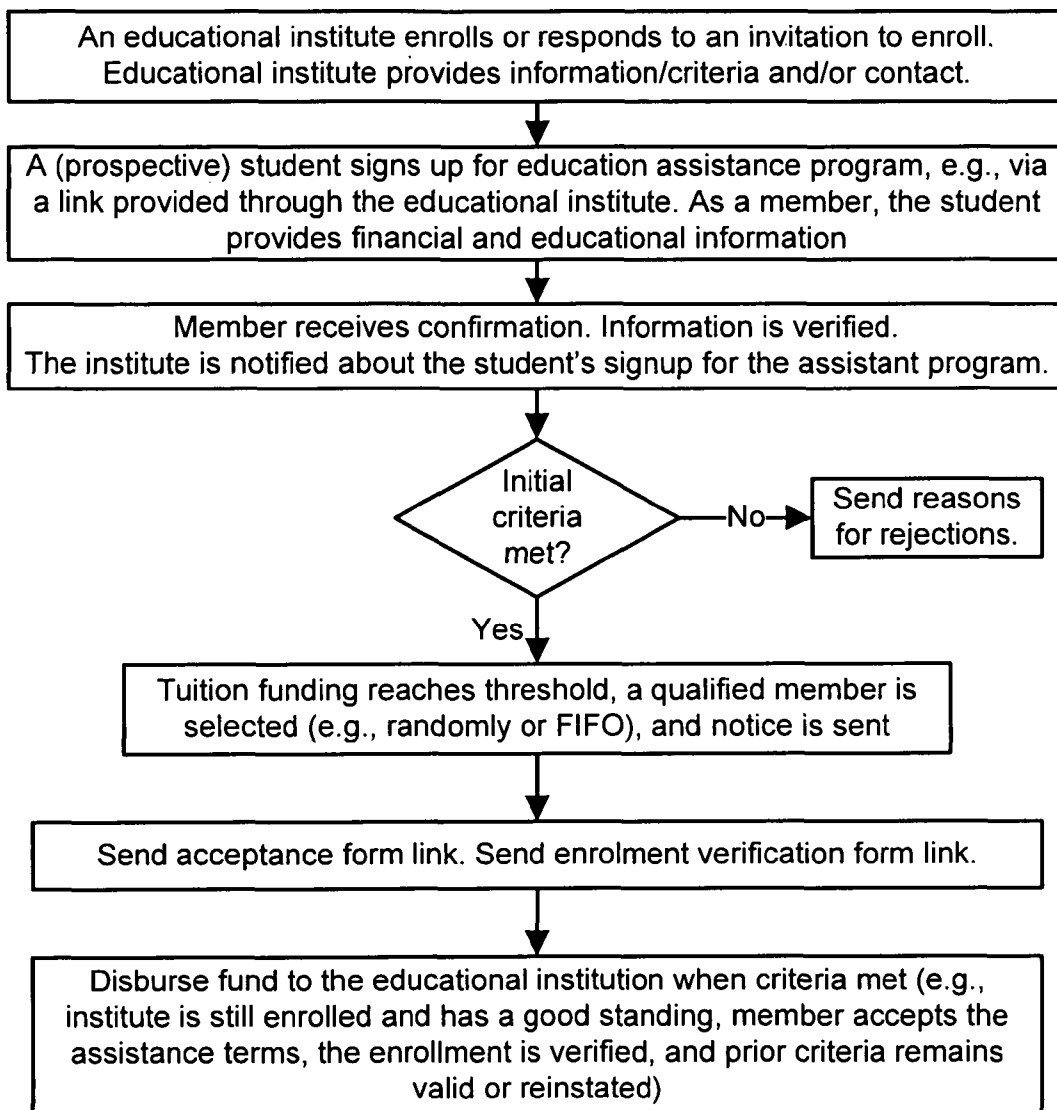 An educational institute enrolls or responds to an invitation to enroll.
Educational institute provides information/criteria and/or contact.
A (prospective) student signs up for education assistance program, e.g., via
a link provided through the educational institute. As a member, the student
provides financial and educational information
Member receives confirmation. Information is verified.
The institute is notified about the student's signup for the assistant program.
Initial
criteria
met?
No
Send reasons
for rejections.
Yes
Tuition funding reaches threshold, a qualified member is
selected (e.g., randomly or FIFO), and notice is sent
Send acceptance form link. Send enrolment verification form link.
Disburse fund to the educational institution when criteria met (e.g.,
institute is still enrolled and has a good standing, member accepts the
assistance terms, the enrollment is verified, and prior criteria remains
valid or reinstated)